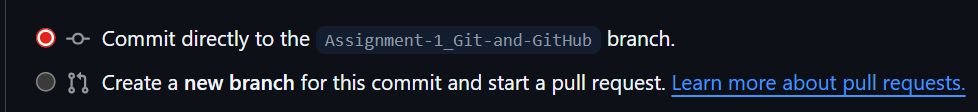 Commit directly to the Assignment-1_Git-and-GitHub branch.
Create a new branch for this commit and start a pull request. Learn more about pull requests.